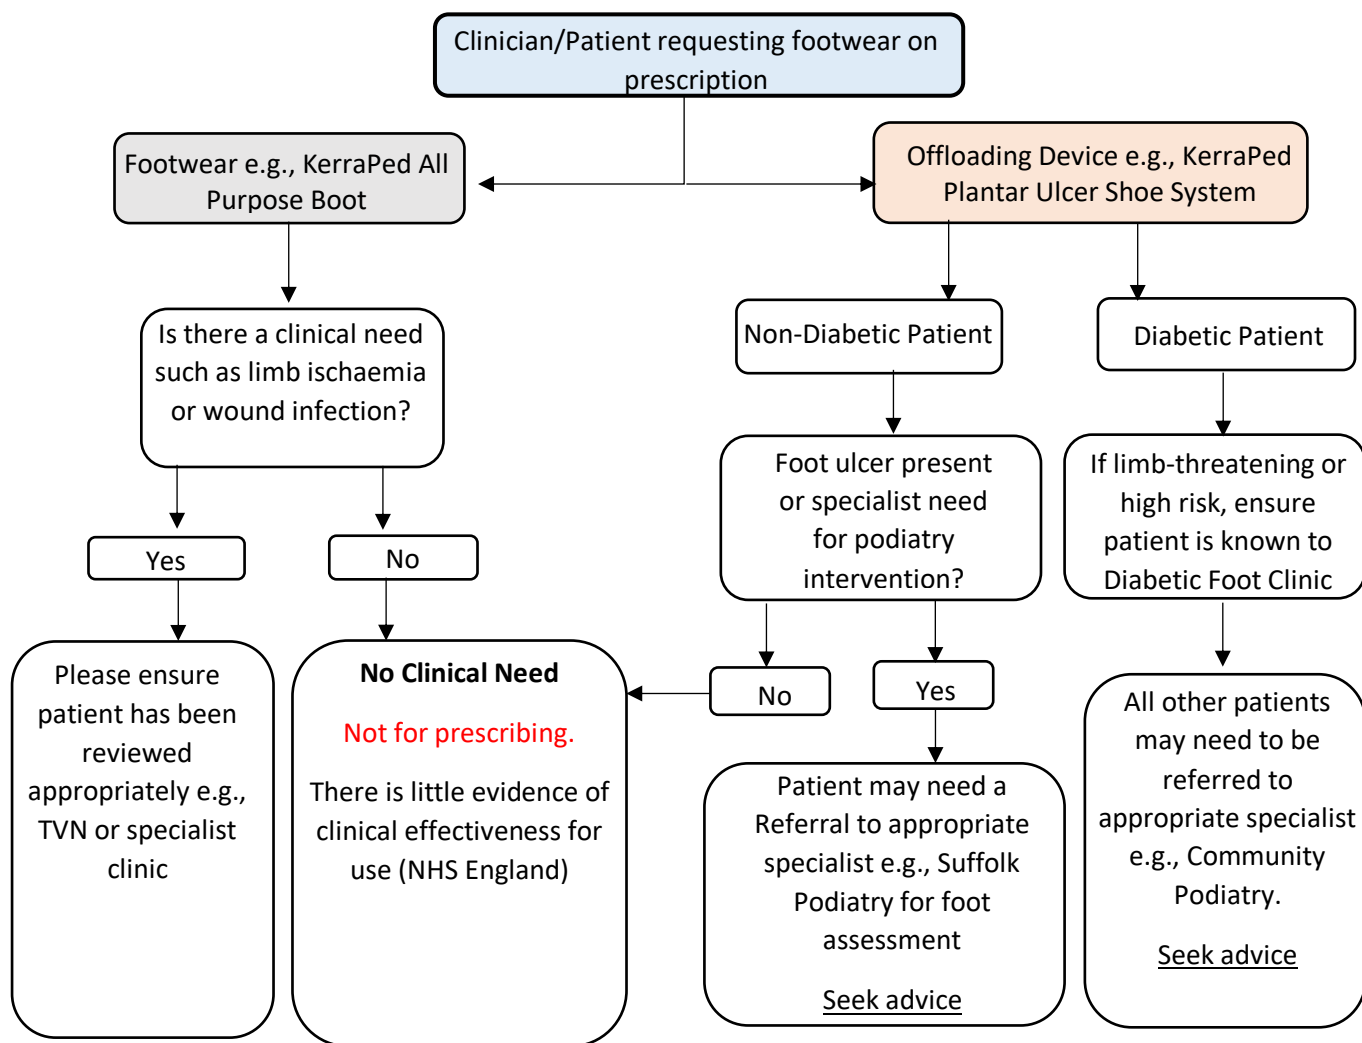 Clinician/Patient requesting footwear on
prescription
Footwear e.g., KerraPed All
Purpose Boot
Offloading Device e.g., KerraPed
Plantar Ulcer Shoe System
Is there a clinical need
such as limb ischaemia
or wound infection?
Non-Diabetic Patient
Diabetic Patient
Foot ulcer present
or specialist need
for podiatry
intervention?
If limb-threatening or
high risk, ensure
patient is known to
Diabetic Foot Clinic
Yes
No
No
Yes
Please ensure
patient has been
reviewed
appropriately e.g.,
TVN or specialist
clinic
No Clinical Need
Not for prescribing.
There is little evidence of
clinical effectiveness for
use (NHS England)
Patient may need a
Referral to appropriate
specialist e.g., Suffolk
Podiatry for foot
assessment
Seek advice
All other patients
may need to be
referred to
appropriate specialist
e.g., Community
Podiatry.
Seek advice